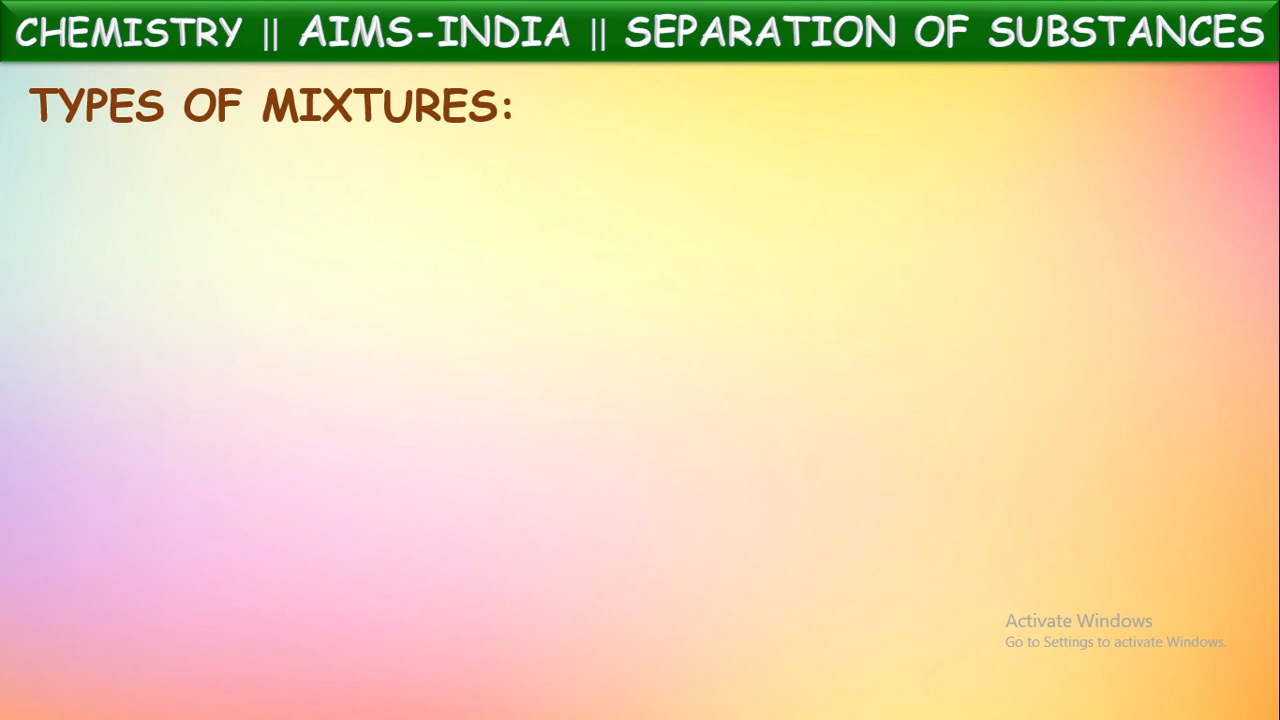 CHEMISTRY || AIMS-INDIA || SEPARATION OF SUBSTANCES
TYPES OF MIXTURES:
Activate Windows
Go to Settings to activate Windows.